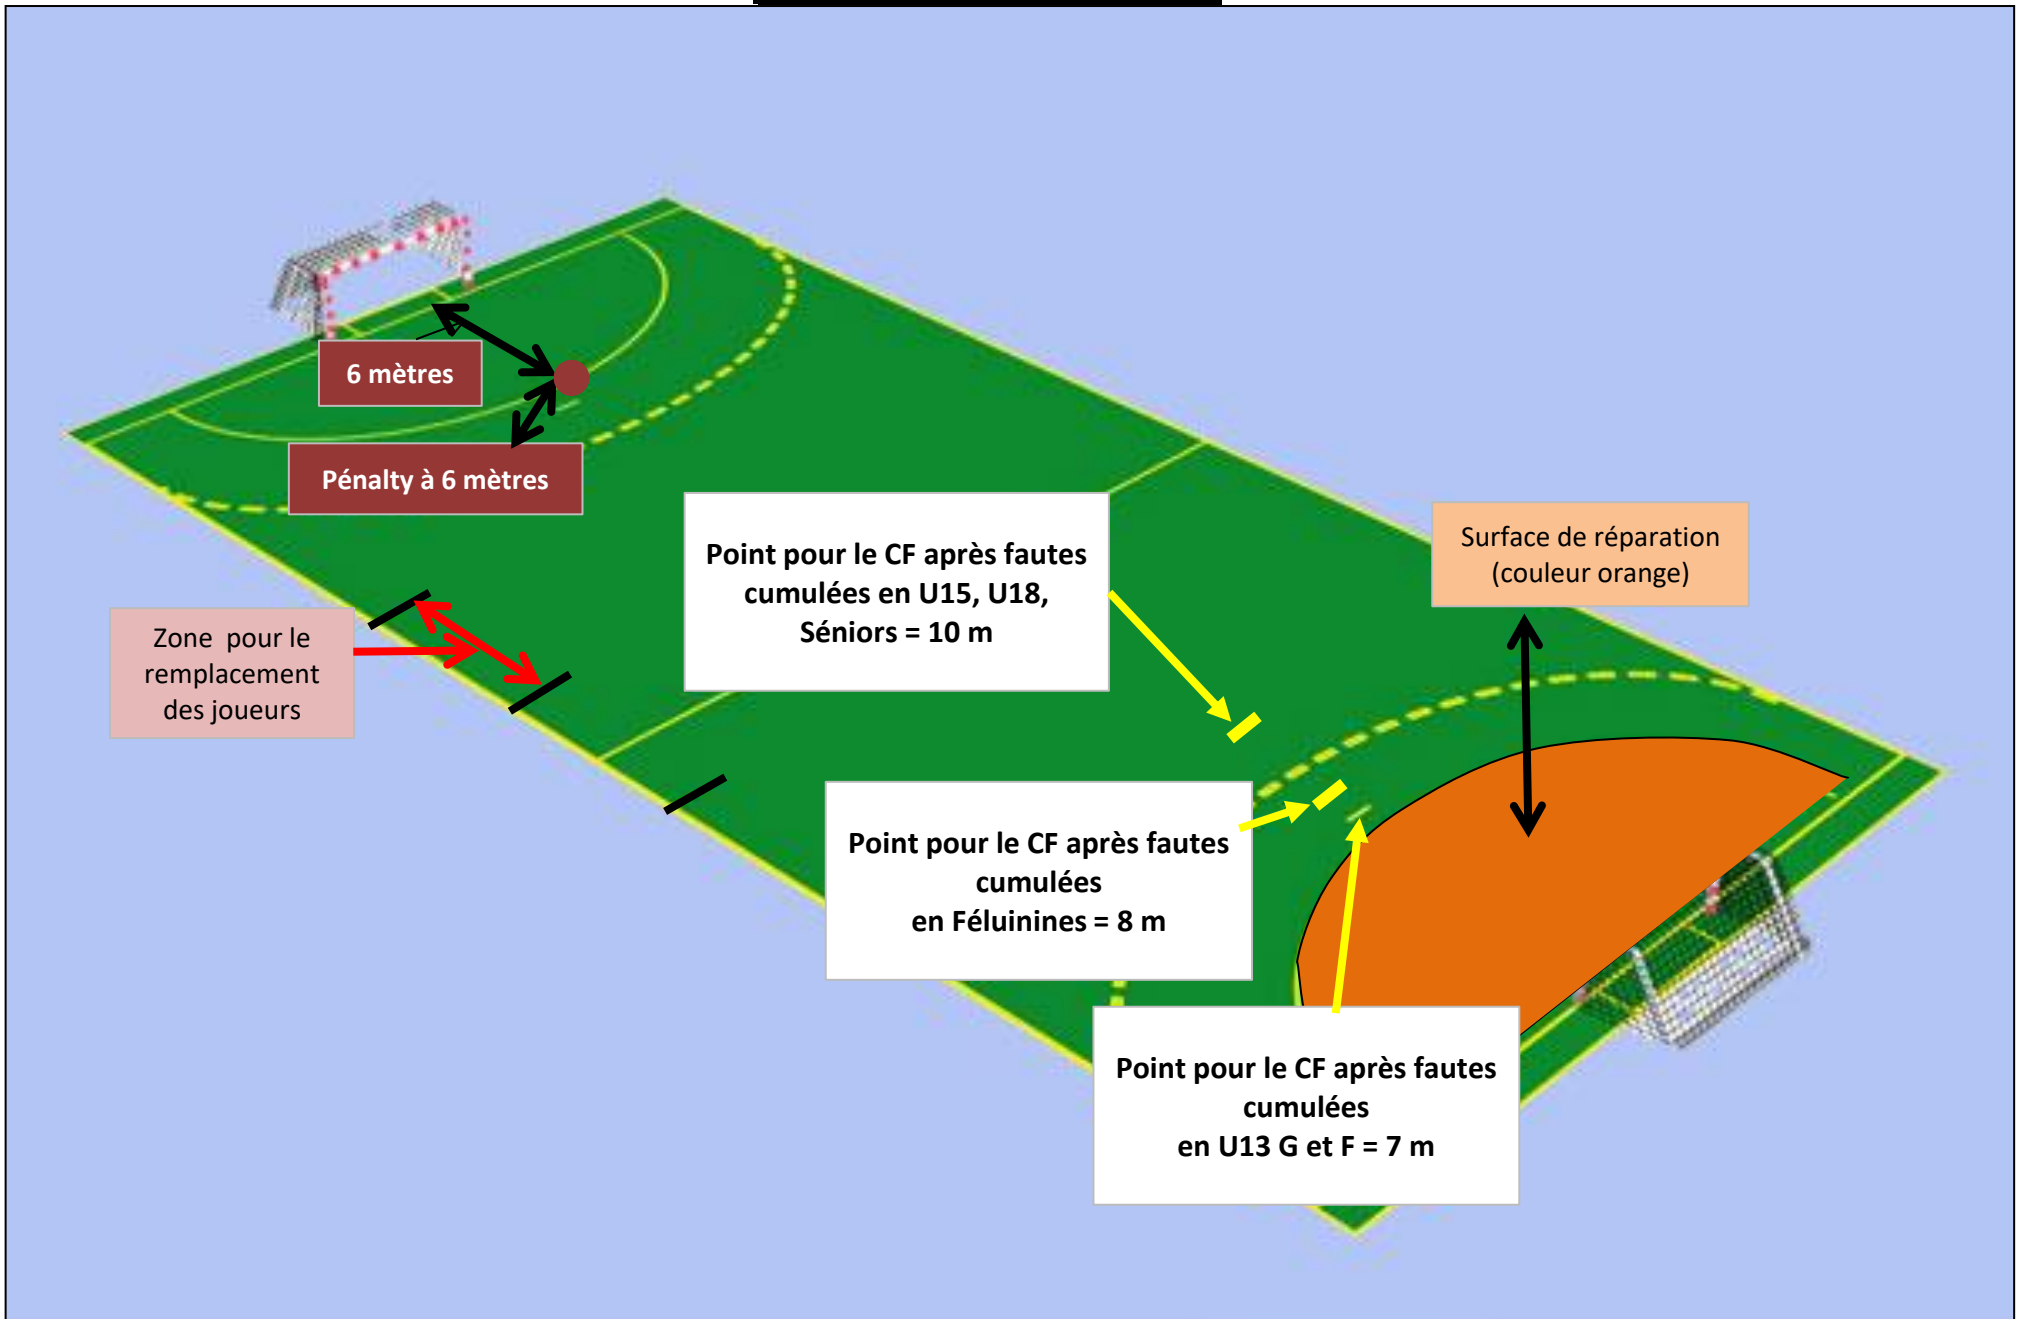 6 mètres
Pénalty à 6 mètres
Point pour le CF après fautes
cumulées en U15, U18,
Séniors = 10 m
Surface de réparation
(couleur orange)
Zone pour le
remplacement
des joueurs
Point pour le CF après fautes
cumulées
en Féluinines = 8 m
Point pour le CF après fautes
cumulées
en U13 G et F = 7 m